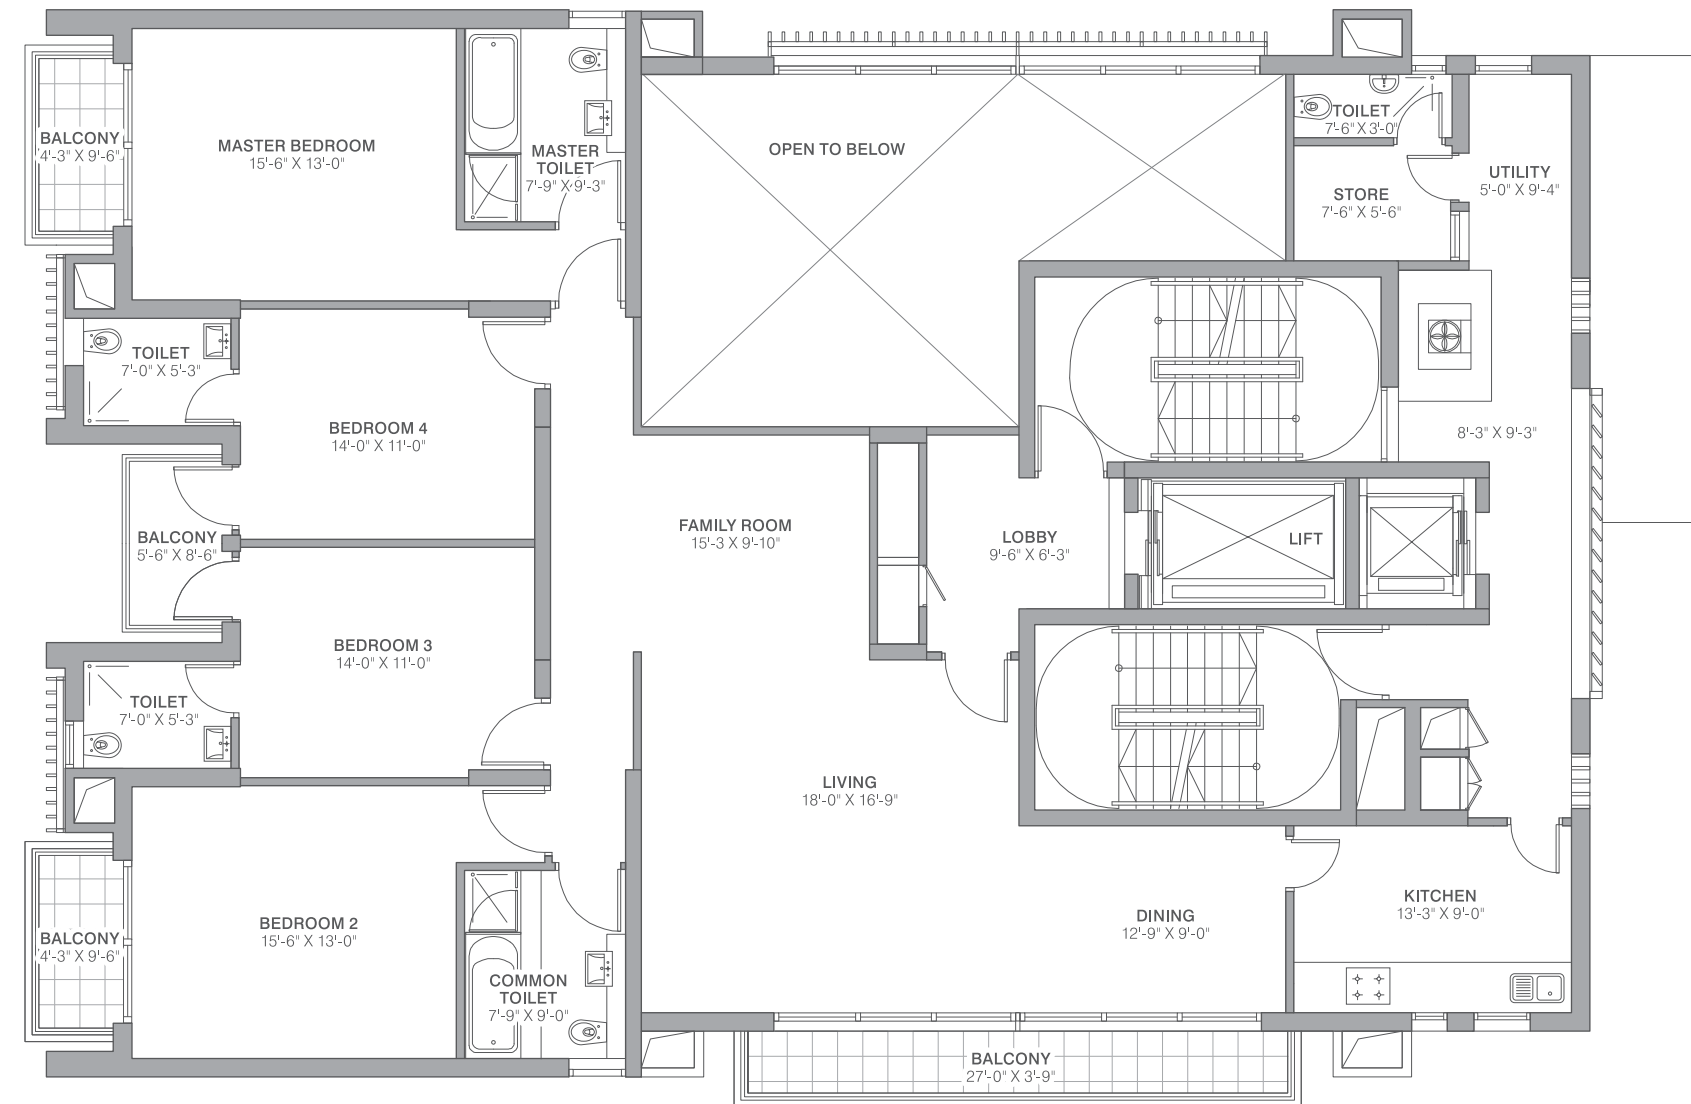 BALCONY
4'-3" X 9'-6"
MASTER BEDROOM
15'-6" X 13'-0"
MASTER
TOILET
7'-9" X 9'-3"
OPEN TO BELOW
TOILET
7'-6" X 3'-0"
STORE
7'-6" X 5'-6"
UTILITY
5'-0" X 9'-4"
TOILET
7'-0" X 5'-3"
BEDROOM 4
14'-0" X 11'-0"
8'-3" X 9'-3"
BALCONY
5'-6" X 8'-6"
FAMILY ROOM
15'-3 X 9'-10"
LOBBY
9'-6" X 6'-3"
LIFT
BEDROOM 3
14'-0" X 11'-0"
TOILET
7'-0" X 5'-3"
LIVING
18'-0" X 16'-9"
BALCONY
4'-3" X 9'-6"
BEDROOM 2
15'-6" X 13'-0"
COMMON
TOILET
7'-9" X 9'-0"
DINING
12'-9" X 9'-0"
KITCHEN
13'-3" X 9'-0"
BALCONY
27'-0" X 3'-9"